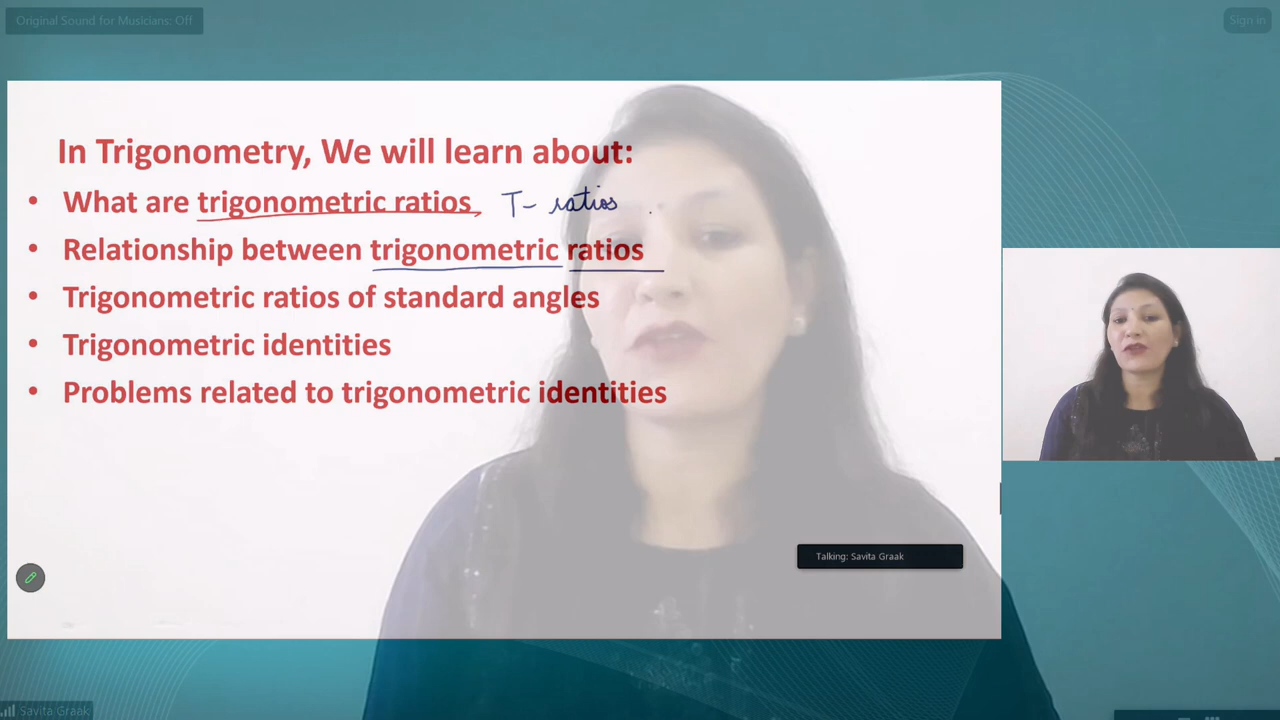 Original Sound for Musicians: Off
Sign in
In Trigonometry, We will learn about:
• What are trigonometric ratios, T- ratios
• Relationship between trigonometric ratios
• Trigonometric ratios of standard angles
• Trigonometric identities
• Problems related to trigonometric identities
Talking: Savita Graak
Savita Graak